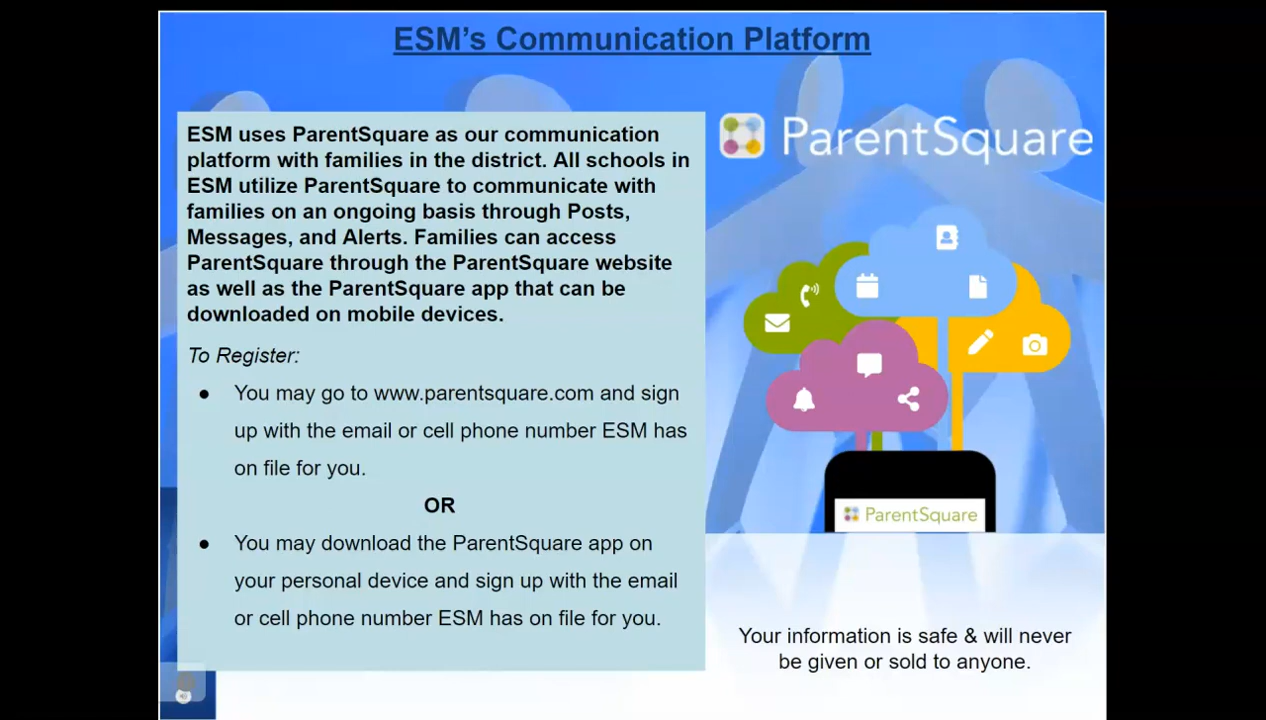 ESM's Communication Platform
ESM uses ParentSquare as our communication
platform with families in the district. All schools in
ESM utilize ParentSquare to communicate with
families on an ongoing basis through Posts,
Messages, and Alerts. Families can access
ParentSquare through the ParentSquare website
as well as the ParentSquare app that can be
downloaded on mobile devices.
To Register:
● You may go to www.parentsquare.com and sign
up with the email or cell phone number ESM has
on file for you.
OR
● You may download the ParentSquare app on
your personal device and sign up with the email
or cell phone number ESM has on file for you.
ParentSquare
ParentSquare
Your information is safe & will never
be given or sold to anyone.